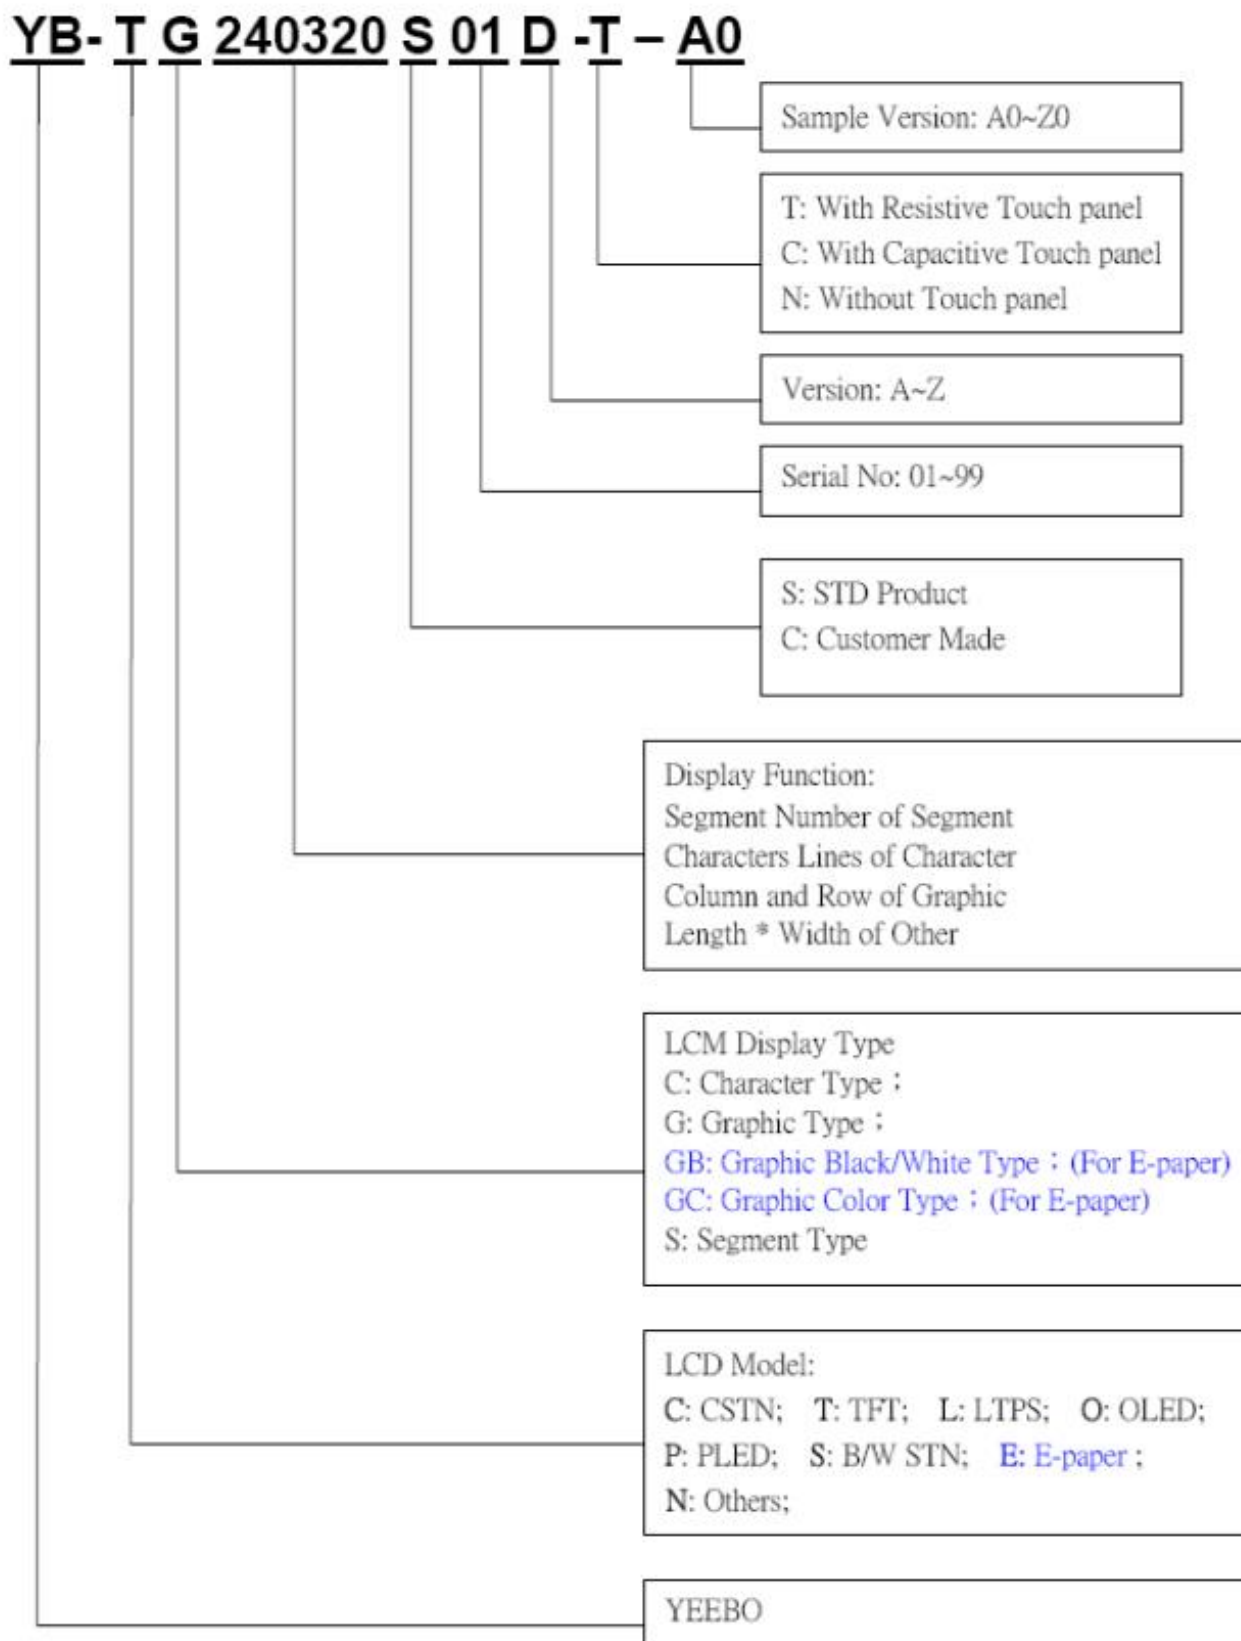 YB- T G 240320 S 01 D -T – A0
Sample Version: A0~Z0
T: With Resistive Touch panel
C: With Capacitive Touch panel
N: Without Touch panel
Version: A~Z
Serial No: 01~99
S: STD Product
C: Customer Made
Display Function:
Segment Number of Segment
Characters Lines of Character
Column and Row of Graphic
Length * Width of Other
LCM Display Type
C: Character Type；
G: Graphic Type；
GB: Graphic Black/White Type；(For E-paper)
GC: Graphic Color Type；(For E-paper)
S: Segment Type
LCD Model:
C: CSTN; T: TFT; L: LTPS; O: OLED;
P: PLED; S: B/W STN; E: E-paper ;
N: Others;
YEEBO